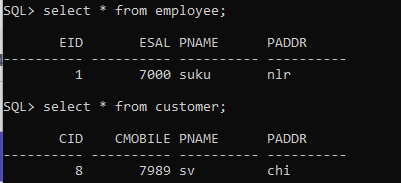 SQL> select * from employee;
EID ESAL PNAME PADDR
---------- ---------- ---------- ----------
1 7000 suku nlr
SQL> select * from customer;
CID CMOBILE PNAME PADDR
---------- ---------- ---------- ----------
8 7989 sv chi